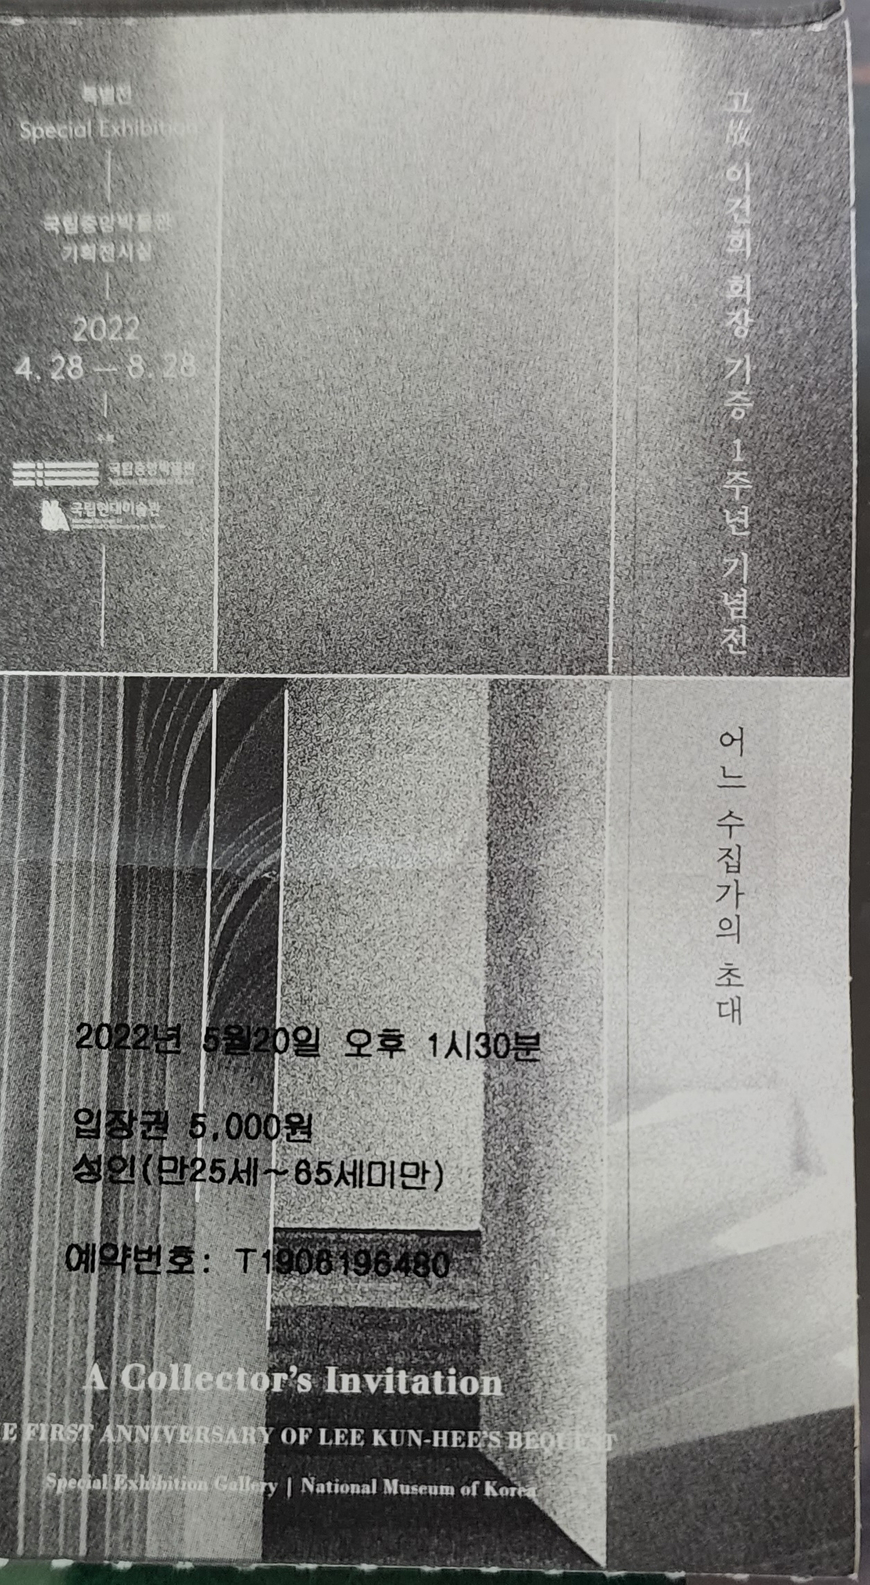 특별전
Special Exhibition
국립중앙박물관
기획전시실
2022
4. 28 — 8. 28
주최
국립중앙박물관
국립현대미술관
고故 이건희 회장 기증 1주년 기념전
어느 수집가의 초대
2022년 5월20일 오후 1시30분
입장권 5,000원
성인(만25세~65세미만)
예약번호: T1906196480
A Collector's Invitation
E FIRST ANNIVERSARY OF LEE KUN-HEE'S BEQUEST
Special Exhibition Gallery | National Museum of Korea